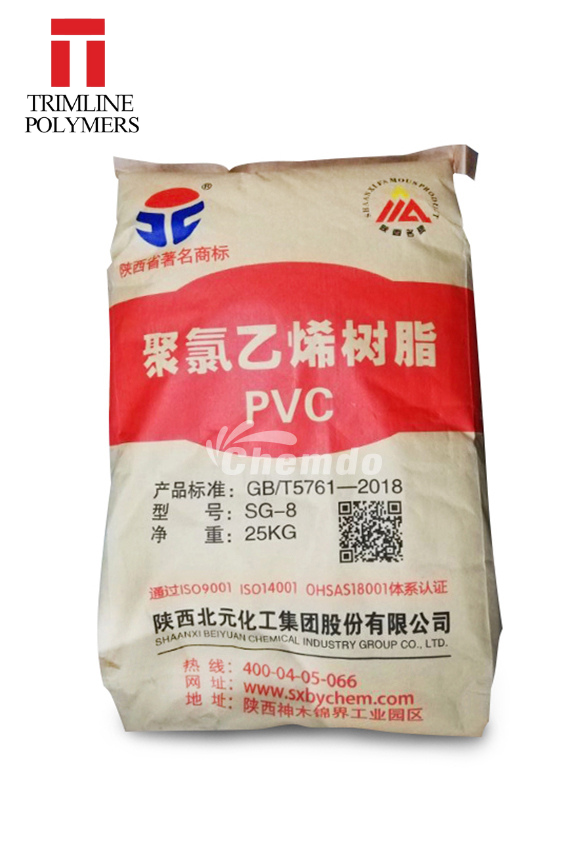 TRIMLINE
POLYMERS
®
陕西省著名商标
SHAANXI FAMOUS PRODUCT
陕西名牌
聚氯乙烯树脂
PVC
Chemdo
产品标准: GB/T5761—2018
型 号: SG-8
净 重: 25KG
通过ISO9001 ISO14001 OHSAS18001体系认证
陕西北元化工集团股份有限公司
SHAANXI BEIYUAN CHEMICAL INDUSTRY GROUP CO., LTD.
热 线: 400-04-05-066
网 址: www.sxbychem.com
地 址: 陕西神木锦界工业园区